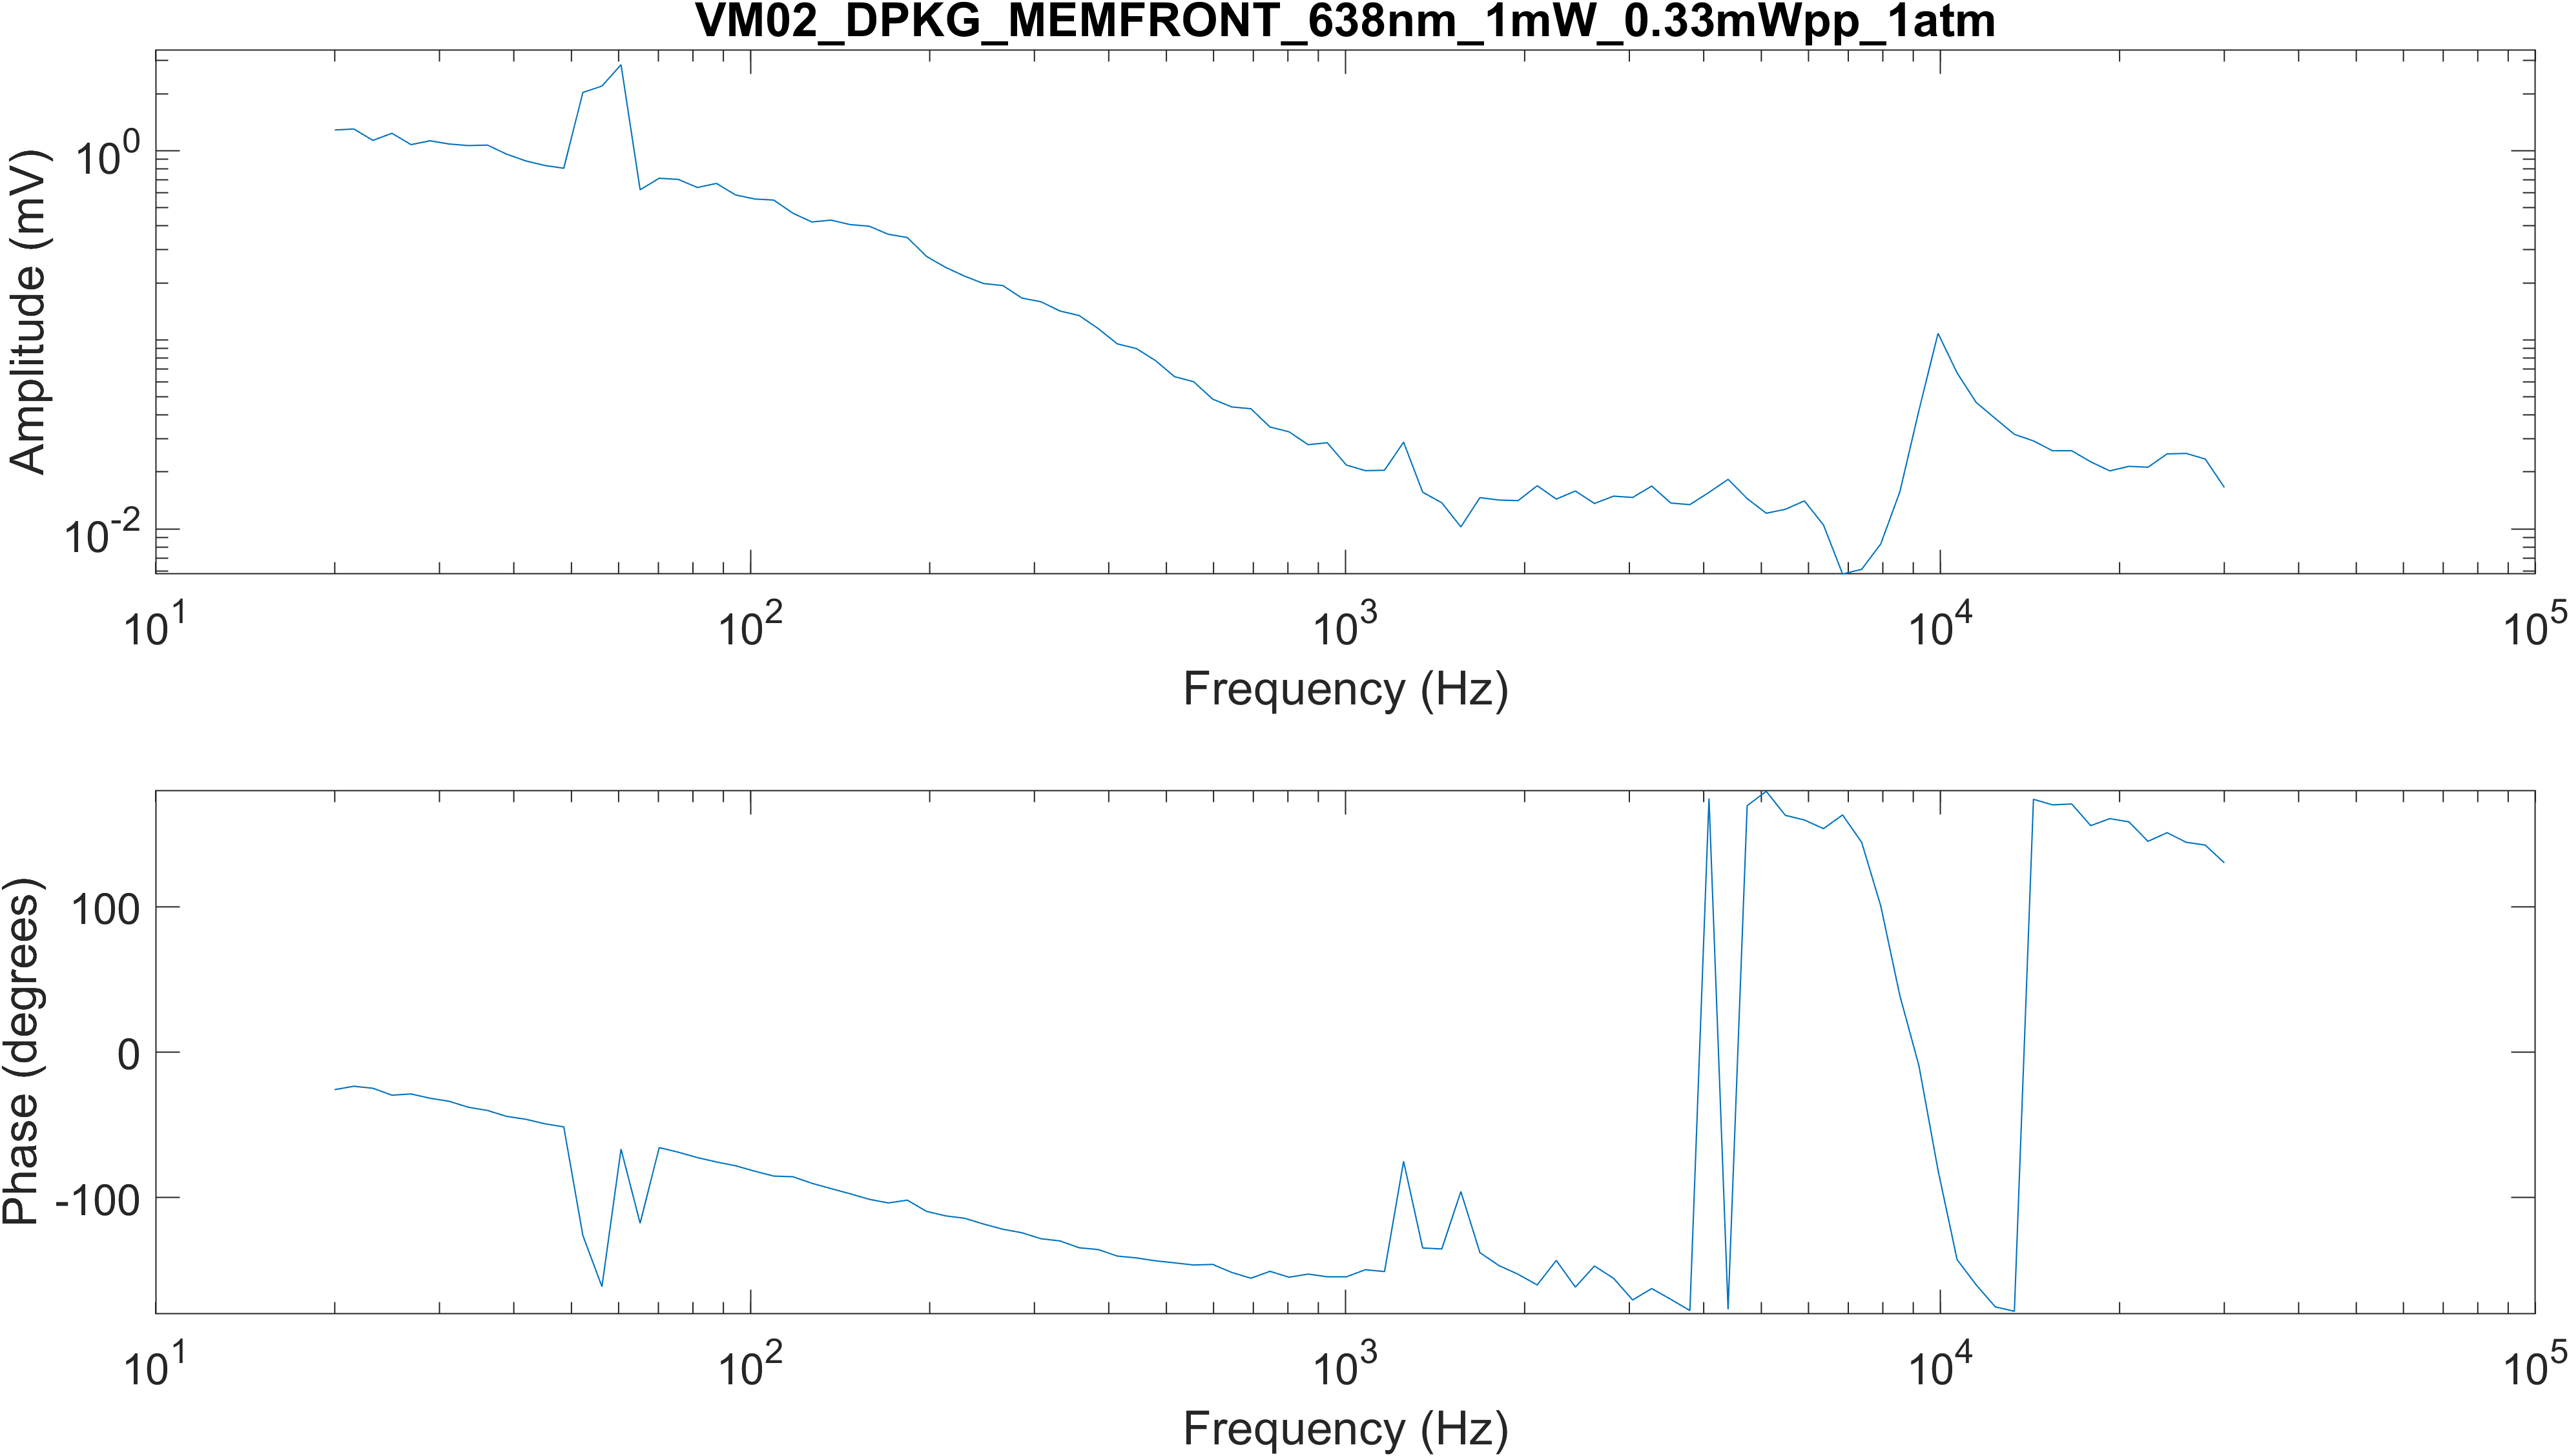 VM02_DPKG_MEMFRONT_638nm_1mW_0.33mWpp_1atm
Amplitude (mV)
10^0
10^-2
10^1 10^2 10^3 10^4 10^5
Frequency (Hz)
Phase (degrees)
100
0
-100
10^1 10^2 10^3 10^4 10^5
Frequency (Hz)